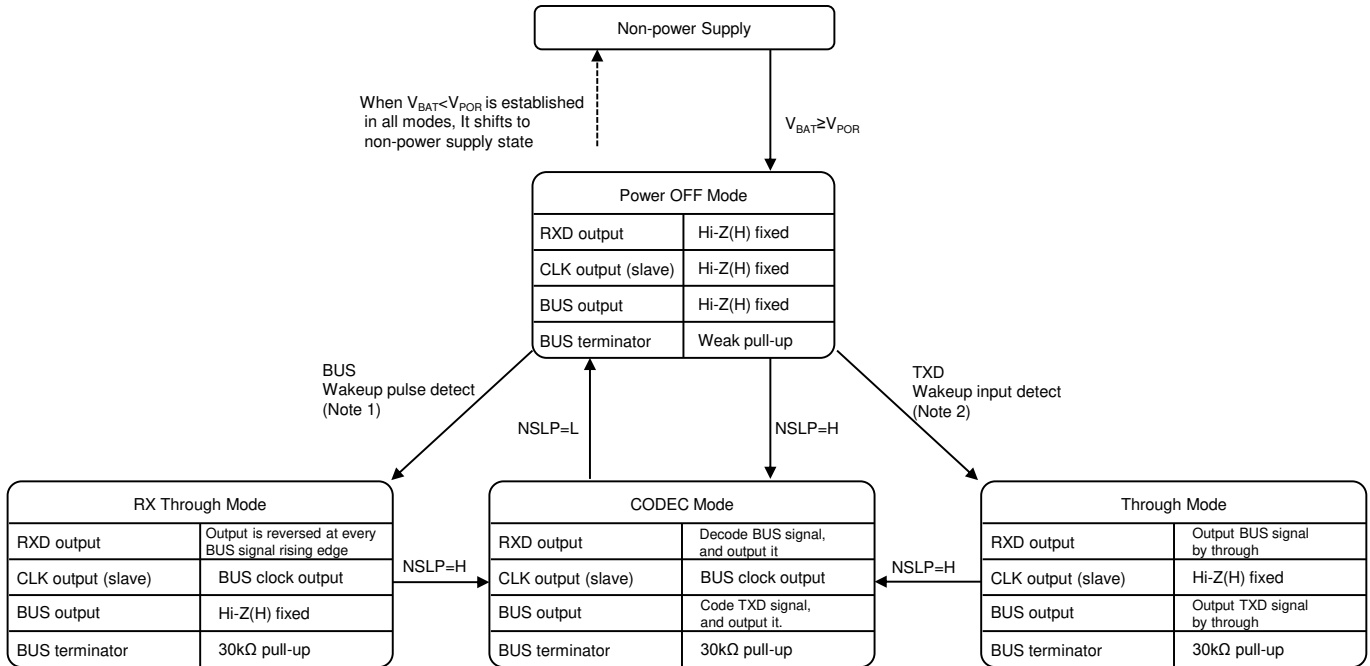 Non-power Supply
When VBAT<VPOR is established
in all modes, It shifts to
non-power supply state
VBAT≥VPOR
Power OFF Mode
RXD output Hi-Z(H) fixed
CLK output (slave) Hi-Z(H) fixed
BUS output Hi-Z(H) fixed
BUS terminator Weak pull-up
BUS
Wakeup pulse detect
(Note 1)
NSLP=L
NSLP=H
TXD
Wakeup input detect
(Note 2)
RX Through Mode
RXD output Output is reversed at every
BUS signal rising edge
CLK output (slave) BUS clock output
BUS output Hi-Z(H) fixed
BUS terminator 30kΩ pull-up
NSLP=H
CODEC Mode
RXD output Decode BUS signal,
and output it
CLK output (slave) BUS clock output
BUS output Code TXD signal,
and output it.
BUS terminator 30kΩ pull-up
NSLP=H
Through Mode
RXD output Output BUS signal
by through
CLK output (slave) Hi-Z(H) fixed
BUS output Output TXD signal
by through
BUS terminator 30kΩ pull-up